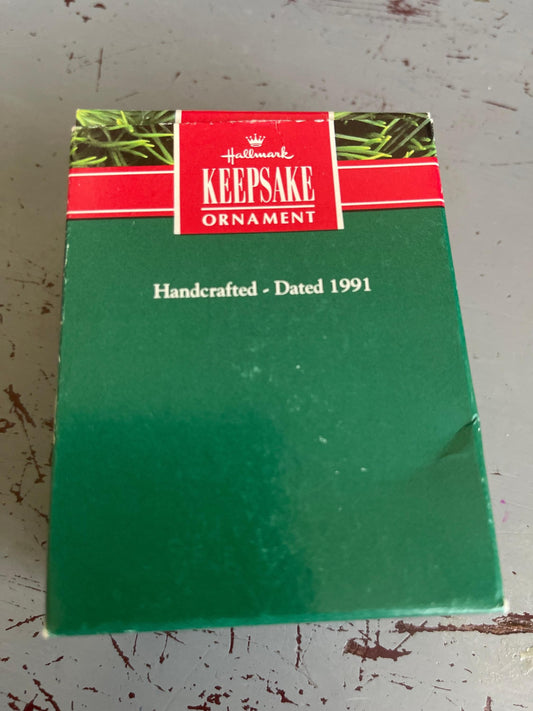 Hallmark
KEEPSAKE
ORNAMENT
Handcrafted - Dated 1991